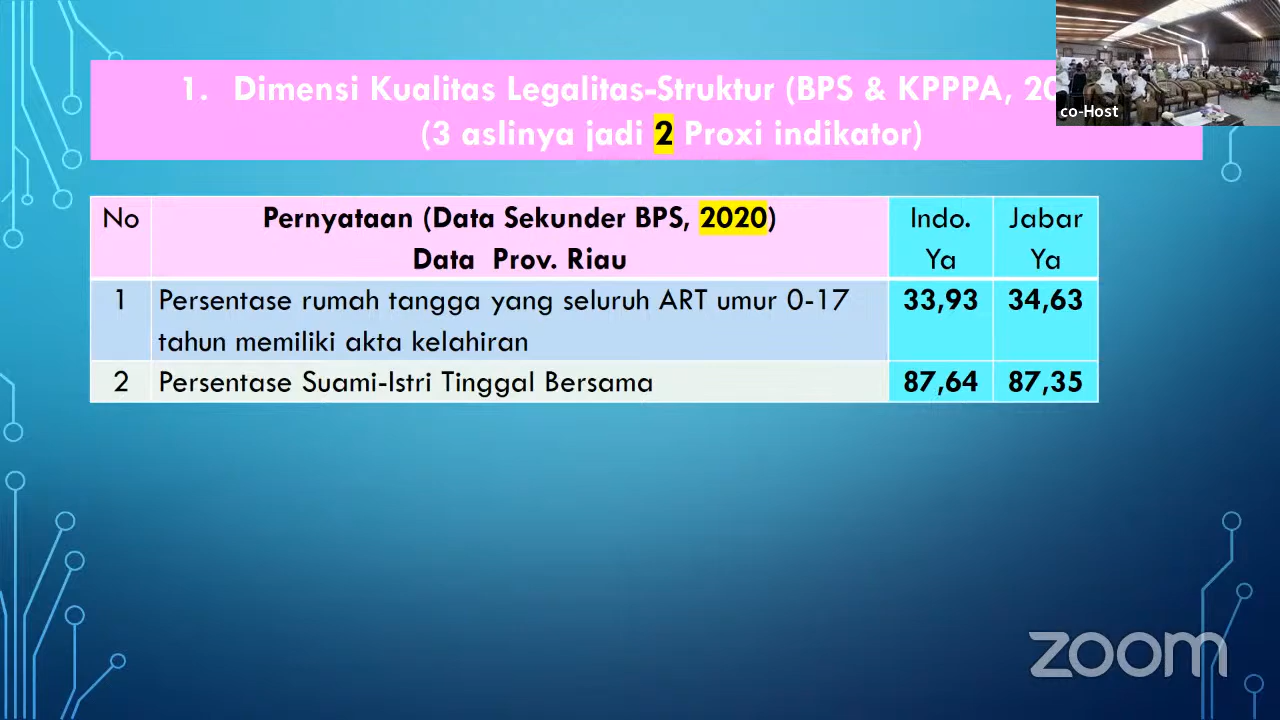 1. Dimensi Kualitas Legalitas-Struktur (BPS & KPPPA,
(3 aslinya jadi 2 Proxi indikator)
co-Host
No Pernyataan (Data Sekunder BPS, 2020) Indo. Jabar
Data Prov. Riau Ya Ya
1 Persentase rumah tangga yang seluruh ART umur 0-17 33,93 34,63
tahun memiliki akta kelahiran
2 Persentase Suami-Istri Tinggal Bersama 87,64 87,35
zoom